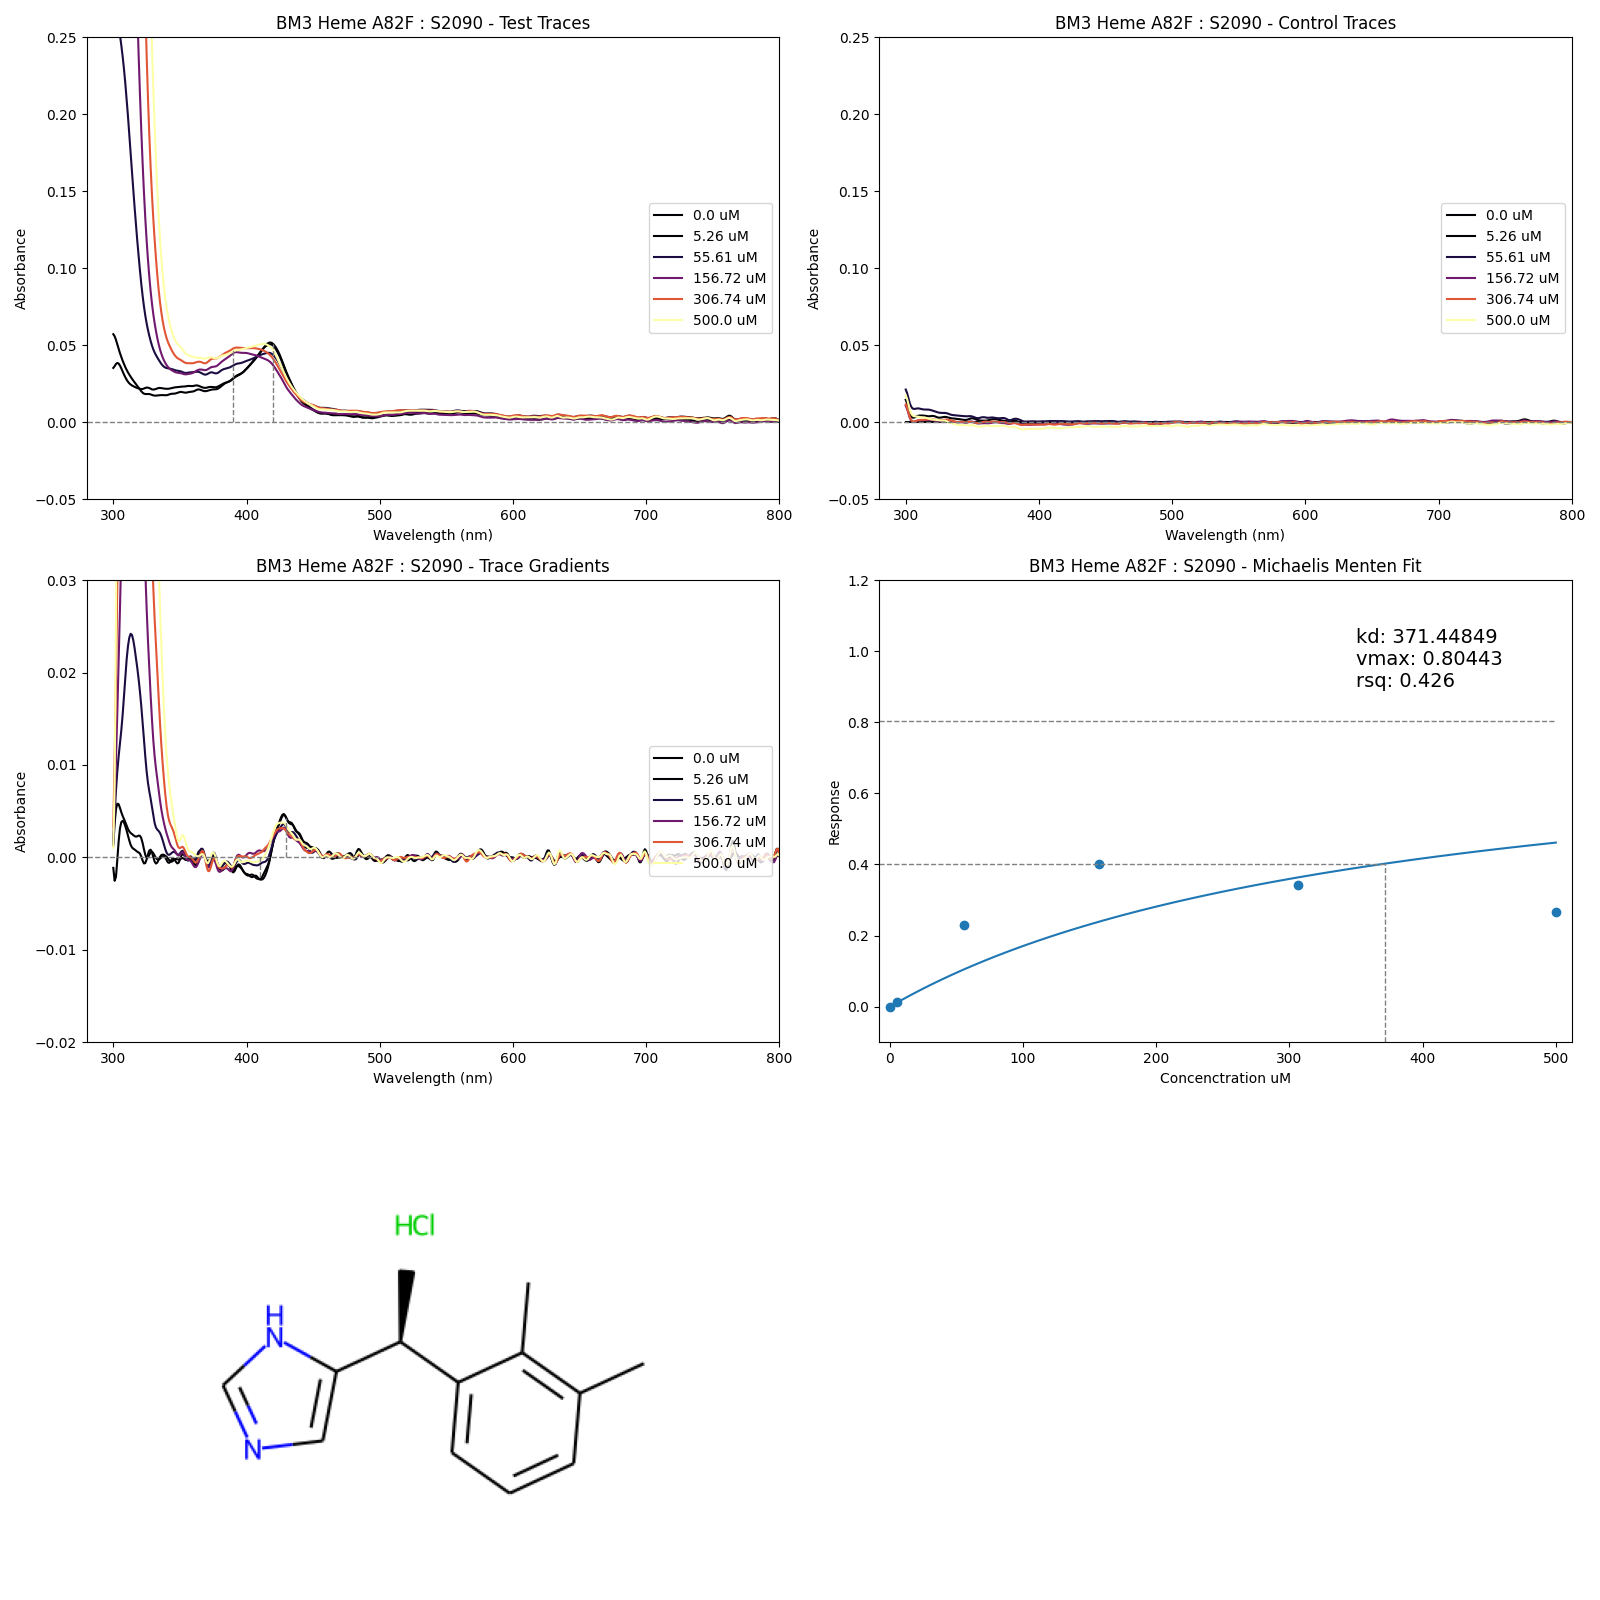 BM3 Heme A82F : S2090 - Test Traces
0.25
0.20
0.15
0.10
0.05
0.00
−0.05
Absorbance
300 400 500 600 700 800
Wavelength (nm)
0.0 uM
5.26 uM
55.61 uM
156.72 uM
306.74 uM
500.0 uM
BM3 Heme A82F : S2090 - Control Traces
0.25
0.20
0.15
0.10
0.05
0.00
−0.05
Absorbance
300 400 500 600 700 800
Wavelength (nm)
0.0 uM
5.26 uM
55.61 uM
156.72 uM
306.74 uM
500.0 uM
BM3 Heme A82F : S2090 - Trace Gradients
0.03
0.02
0.01
0.00
−0.01
−0.02
Absorbance
300 400 500 600 700 800
Wavelength (nm)
0.0 uM
5.26 uM
55.61 uM
156.72 uM
306.74 uM
500.0 uM
BM3 Heme A82F : S2090 - Michaelis Menten Fit
1.2
1.0
0.8
0.6
0.4
0.2
0.0
Response
kd: 371.44849
vmax: 0.80443
rsq: 0.426
0 100 200 300 400 500
Concenctration uM
HCl
H
N
N